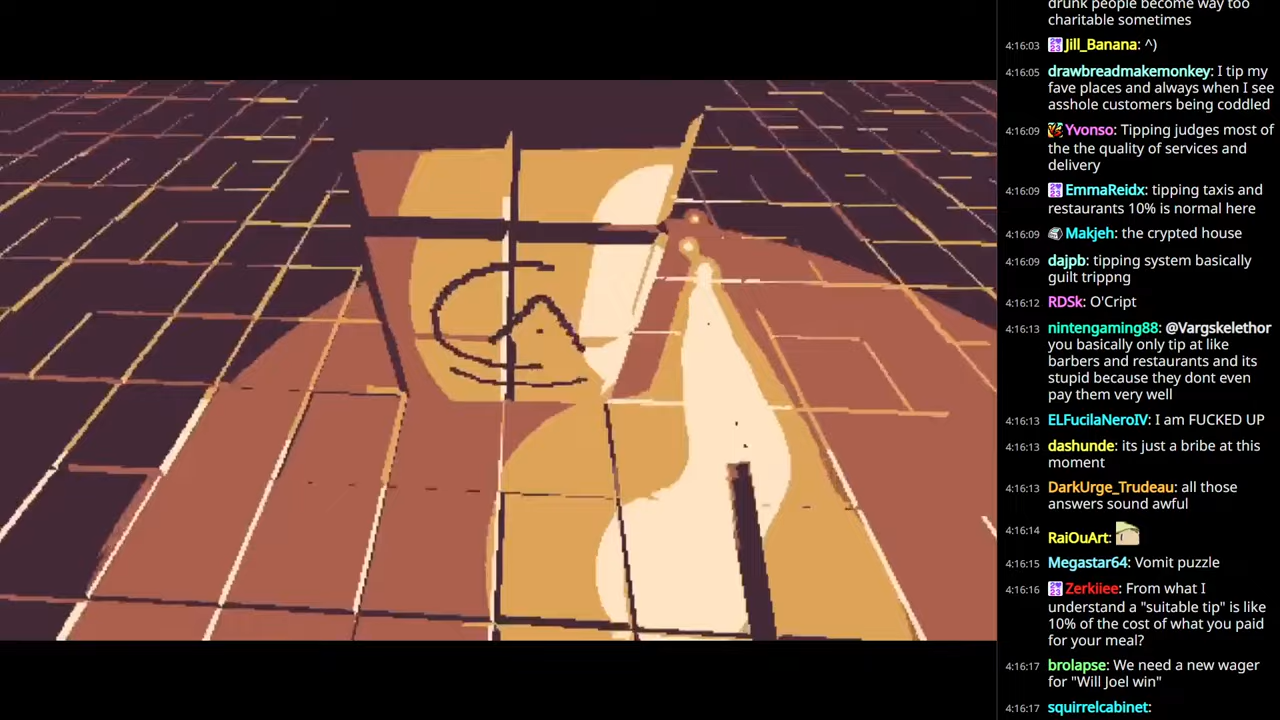 drunk people become way too
charitable sometimes
4:16:03 Jill_Banana: ^)
4:16:05 drawbreadmakemonkey: I tip my
fave places and always when I see
asshole customers being coddled
4:16:09 Yvonso: Tipping judges most of
the the quality of services and
delivery
4:16:09 EmmaReidx: tipping taxis and
restaurants 10% is normal here
4:16:09 Makjeh: the crypted house
4:16:09 dajpb: tipping system basically
guilt trippng
4:16:12 RDSk: O'Cript
4:16:13 nintengaming88: @Vargskelethor
you basically only tip at like
barbers and restaurants and its
stupid because they dont even
pay them very well
4:16:13 ELFucilaNeroIV: I am FUCKED UP
4:16:13 dashunde: its just a bribe at this
moment
4:16:13 DarkUrge_Trudeau: all those
answers sound awful
4:16:14 RaiOuArt:
4:16:15 Megastar64: Vomit puzzle
4:16:16 Zerkiiee: From what I
understand a "suitable tip" is like
10% of the cost of what you paid
for your meal?
4:16:17 brolapse: We need a new wager
for "Will Joel win"
4:16:17 squirrelcabinet: